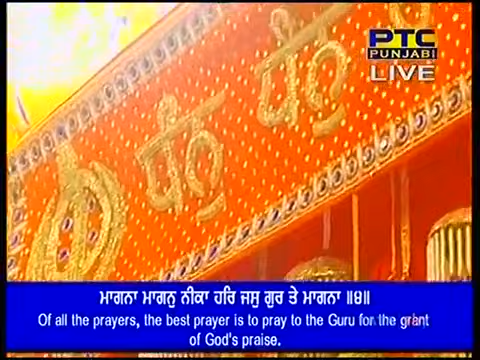 PTC
PUNJABI
LIVE
ਧੰਨੁ ਧੰਨੁ
ਮਾਗਨਾ ਮਾਗਨੁ ਨੀਕਾ ਹਰਿ ਜਸੁ ਗੁਰ ਤੇ ਮਾਗਨਾ ॥੪॥
Of all the prayers, the best prayer is to pray to the Guru for the grant
of God's praise.